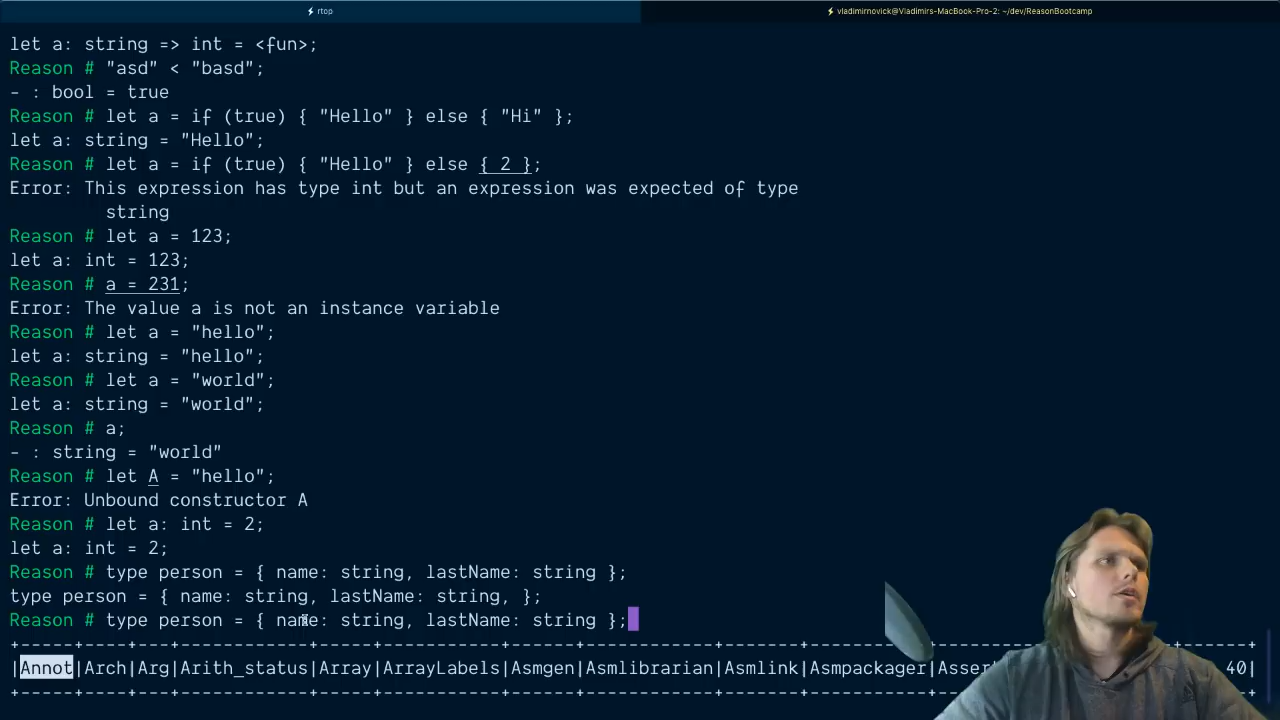 ⚡ rtop
⚡ vladimirnovick@Vladimirs-MacBook-Pro-2: ~/dev/ReasonBootcamp
let a: string => int = <fun>;
Reason # "asd" < "basd";
- : bool = true
Reason # let a = if (true) { "Hello" } else { "Hi" };
let a: string = "Hello";
Reason # let a = if (true) { "Hello" } else { 2 };
Error: This expression has type int but an expression was expected of type
string
Reason # let a = 123;
let a: int = 123;
Reason # a = 231;
Error: The value a is not an instance variable
Reason # let a = "hello";
let a: string = "hello";
Reason # let a = "world";
let a: string = "world";
Reason # a;
- : string = "world"
Reason # let A = "hello";
Error: Unbound constructor A
Reason # let a: int = 2;
let a: int = 2;
Reason # type person = { name: string, lastName: string };
type person = { name: string, lastName: string, };
Reason # type person = { name: string, lastName: string };
|Annot|Arch|Arg|Arith_status|Array|ArrayLabels|Asmgen|Asmlibrarian|Asmlink|Asmpackager|Assert 40|